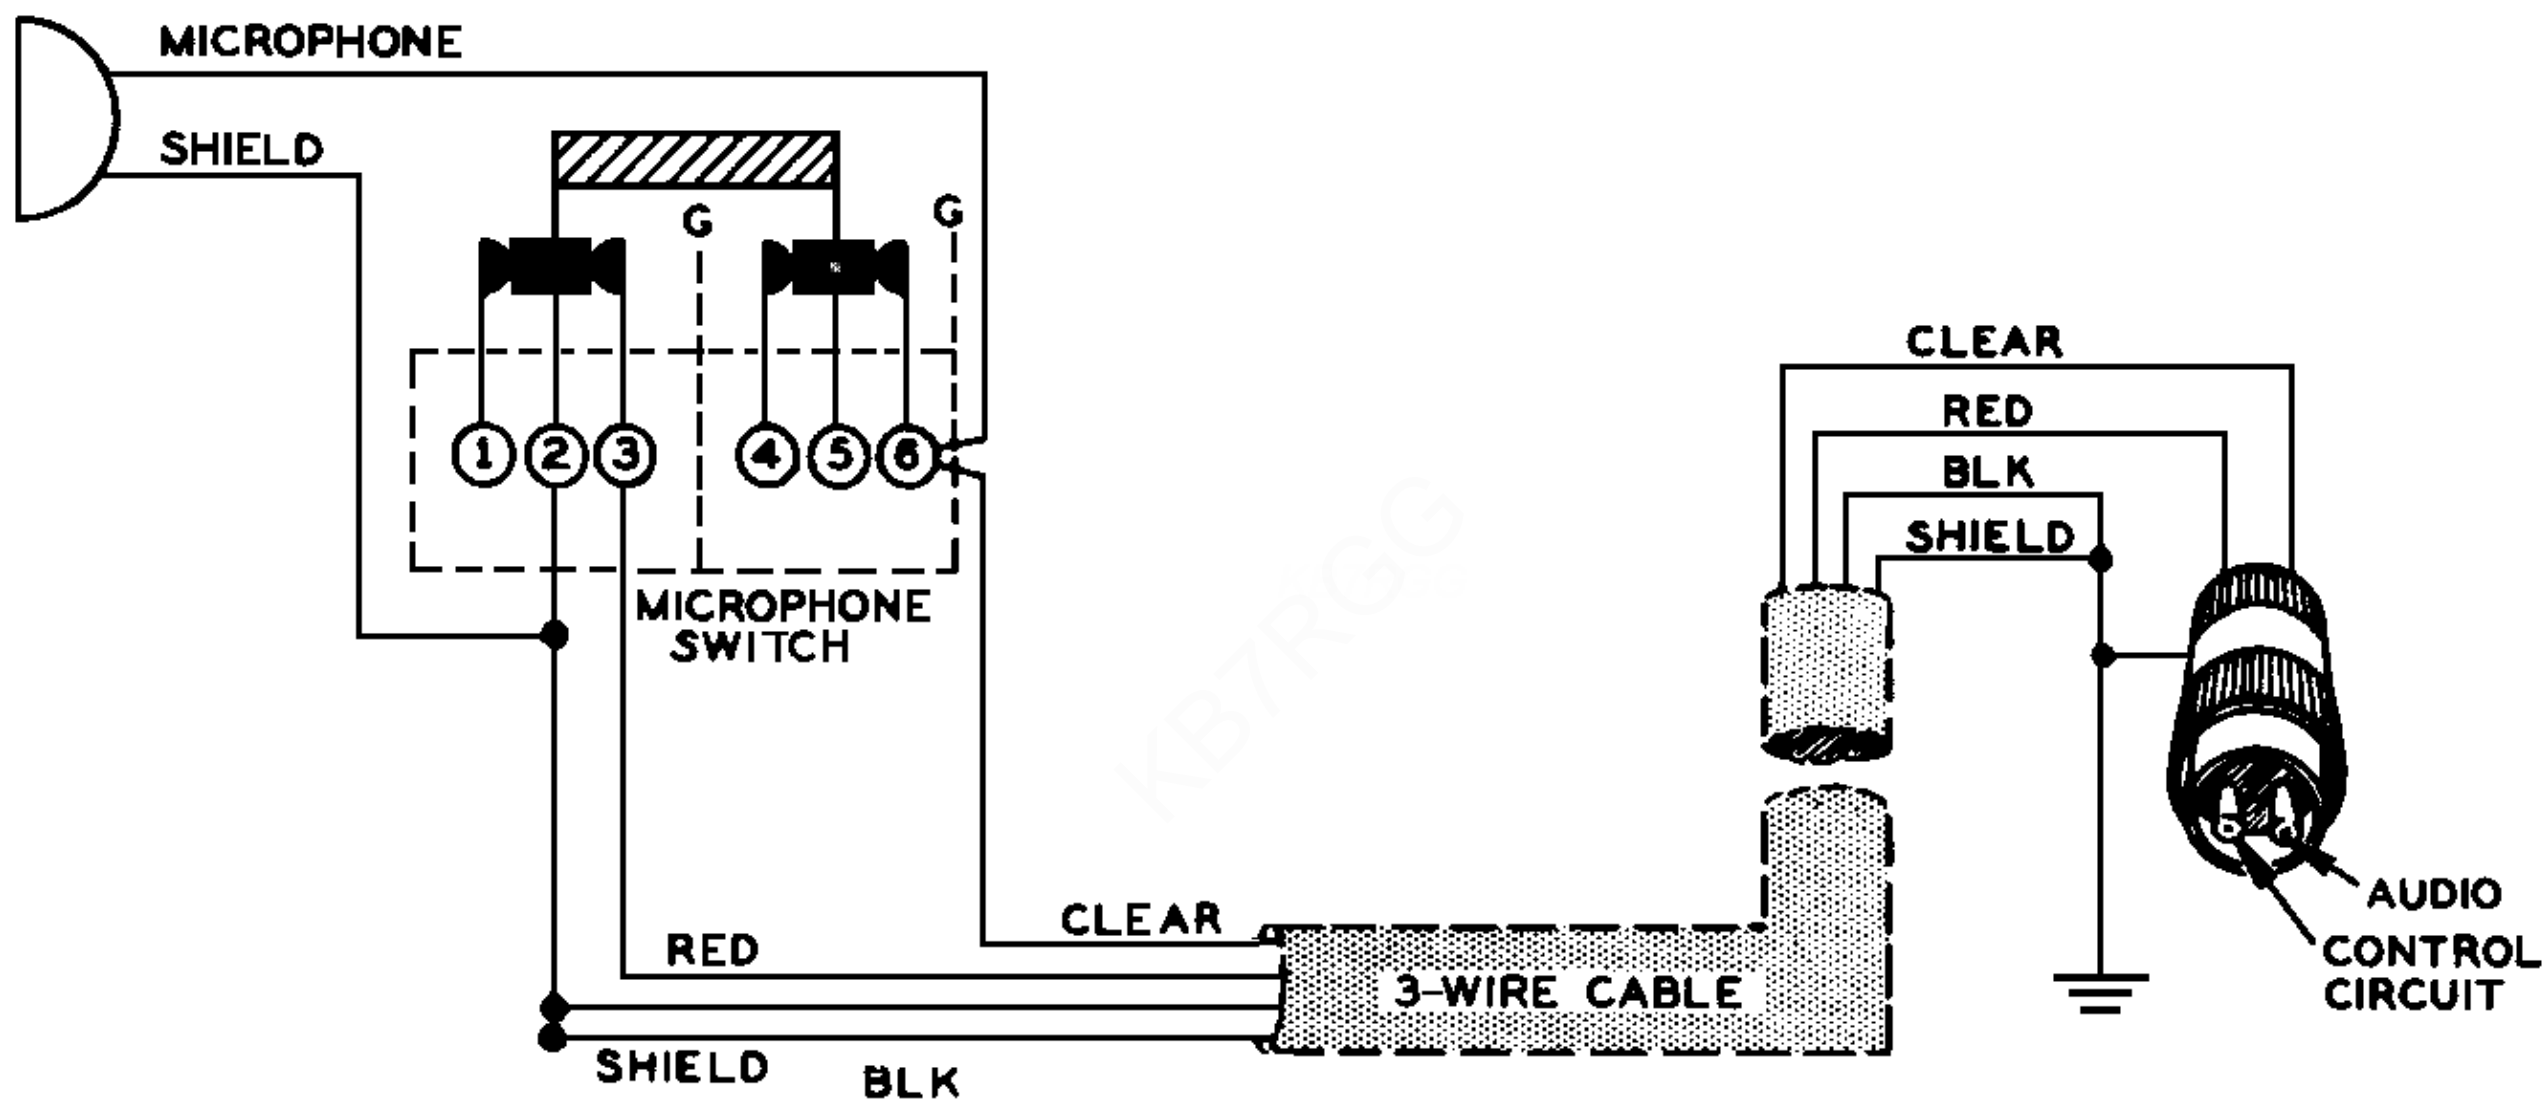 MICROPHONE
SHIELD
G
G
1 2 3 4 5 6
MICROPHONE
SWITCH
CLEAR
RED
BLK
SHIELD
KB7RGG
CLEAR
RED
3-WIRE CABLE
SHIELD
BLK
AUDIO
CONTROL
CIRCUIT